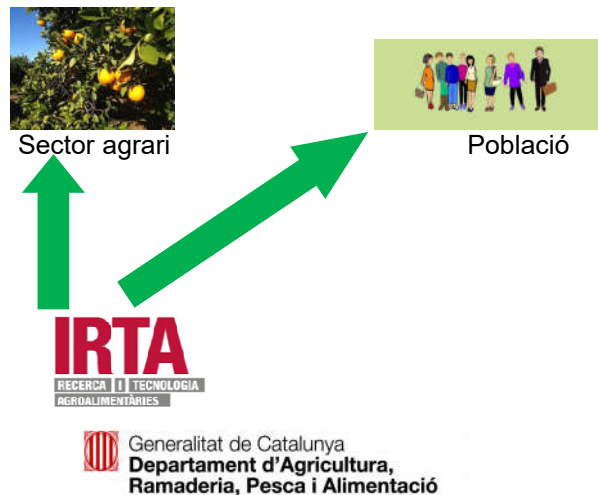 Sector agrari
Població
IRTA
RECERCA I TECNOLOGIA
AGROALIMENTÀRIES
Generalitat de Catalunya
Departament d'Agricultura,
Ramaderia, Pesca i Alimentació